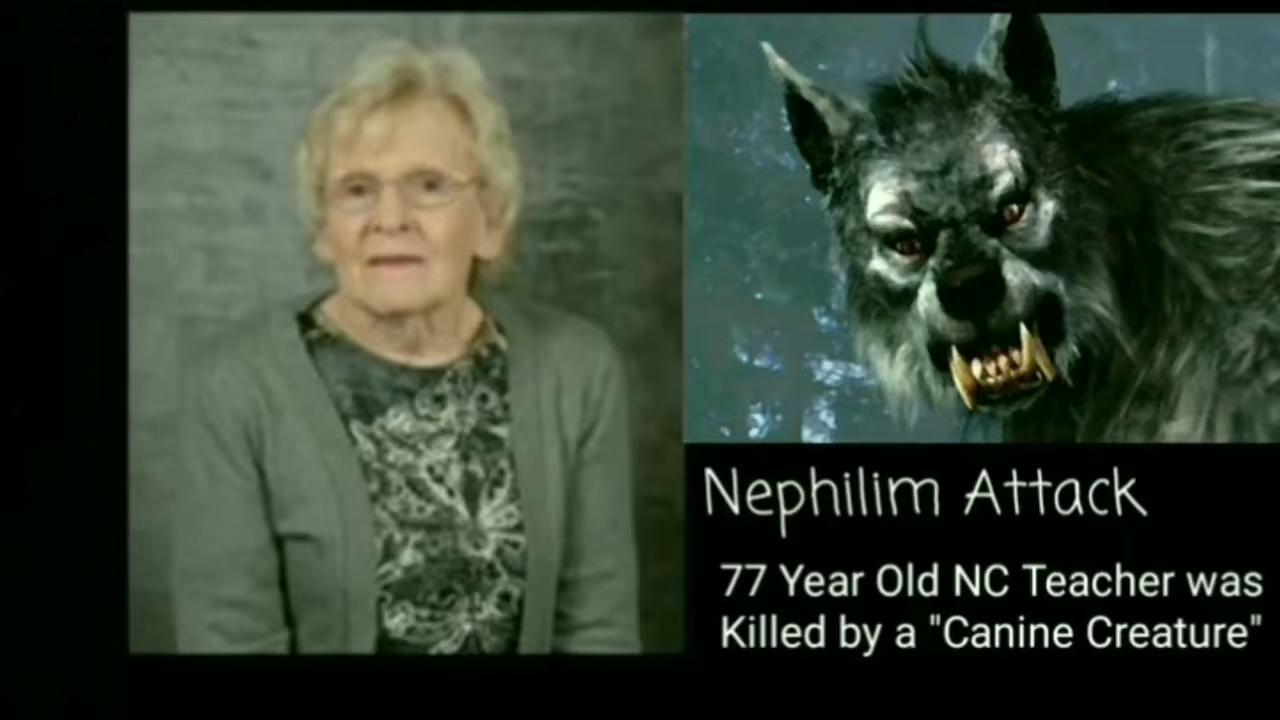 Nephilim Attack
77 Year Old NC Teacher was
Killed by a "Canine Creature"